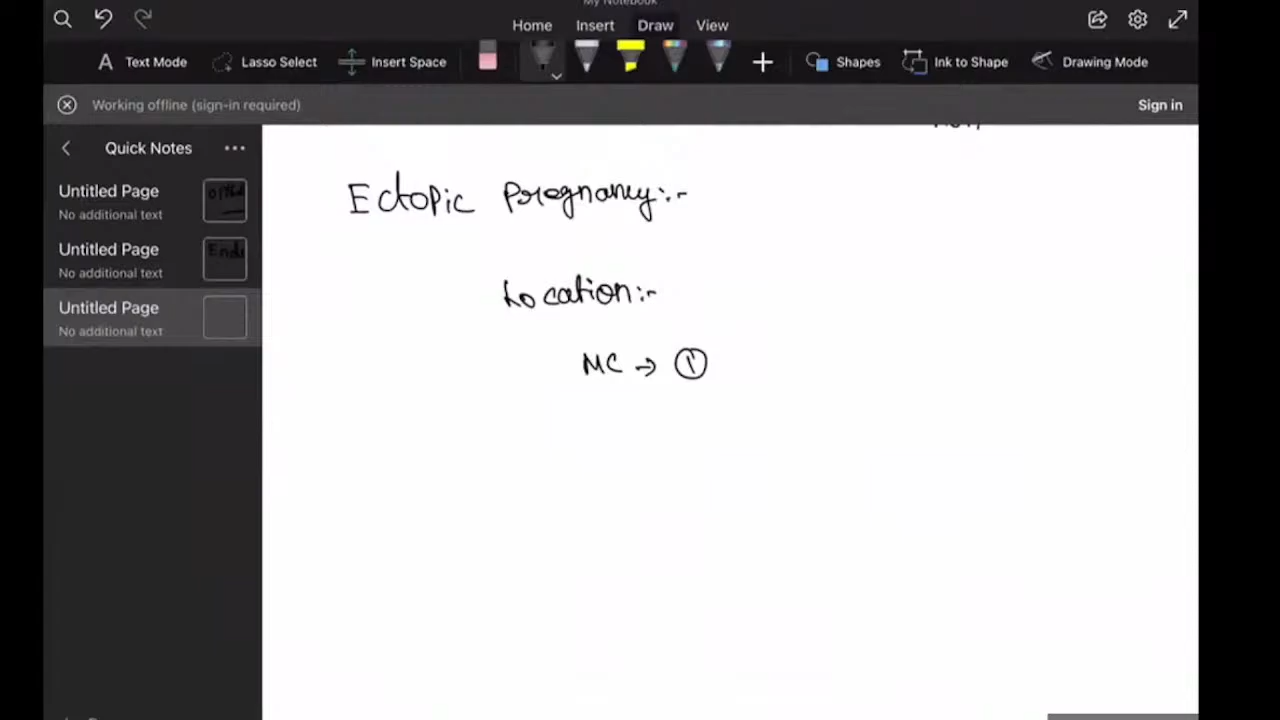 My Notebook
Home Insert Draw View
A Text Mode Lasso Select Insert Space Shapes Ink to Shape Drawing Mode
Working offline (sign-in required) Sign in
Quick Notes
Untitled Page
No additional text
Untitled Page
No additional text
Untitled Page
No additional text
Ectopic Pregnancy:-
Location:-
MC → ①